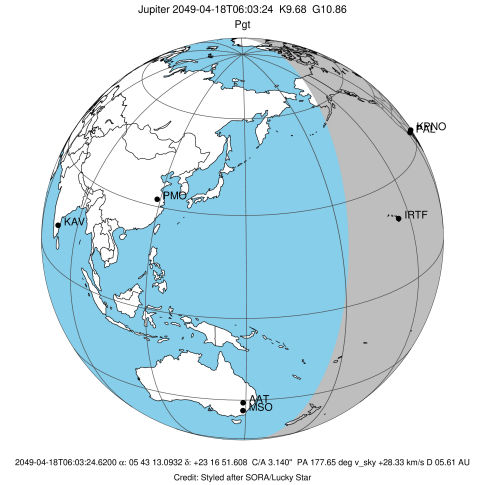 Jupiter 2049-04-18T06:03:24  K9.68  G10.86
Pgt
KPNO
PAL
PMO
IRTF
KAV
AAT
MSO
2049-04-18T06:03:24.6200 α: 05 43 13.0932 δ: +23 16 51.608  C/A 3.140"  PA 177.65 deg v_sky +28.33 km/s D 05.61 AU
Credit: Styled after SORA/Lucky Star